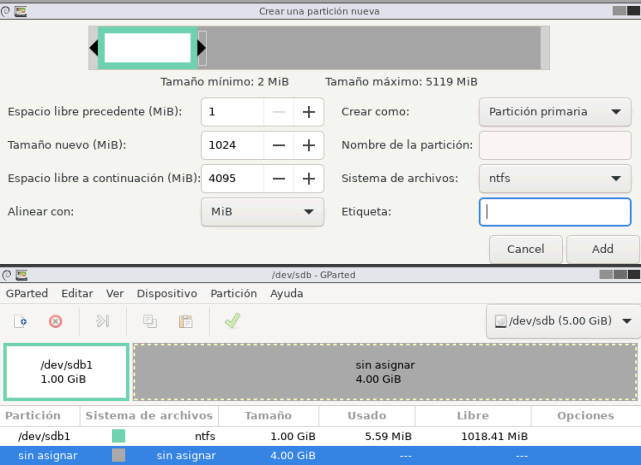 Crear una partición nueva
Tamaño mínimo: 2 MiB Tamaño máximo: 5119 MiB
Espacio libre precedente (MiB): 1 Crear como: Partición primaria
Tamaño nuevo (MiB): 1024 Nombre de la partición:
Espacio libre a continuación (MiB): 4095 Sistema de archivos: ntfs
Alinear con: MiB Etiqueta:
Cancel Add
/dev/sdb - GParted
GParted Editar Ver Dispositivo Partición Ayuda
/dev/sdb (5.00 GiB)
/dev/sdb1 sin asignar
1.00 GiB 4.00 GiB
Partición Sistema de archivos Tamaño Usado Libre Opciones
/dev/sdb1 ntfs 1.00 GiB 5.59 MiB 1018.41 MiB
sin asignar sin asignar 4.00 GiB --- ---